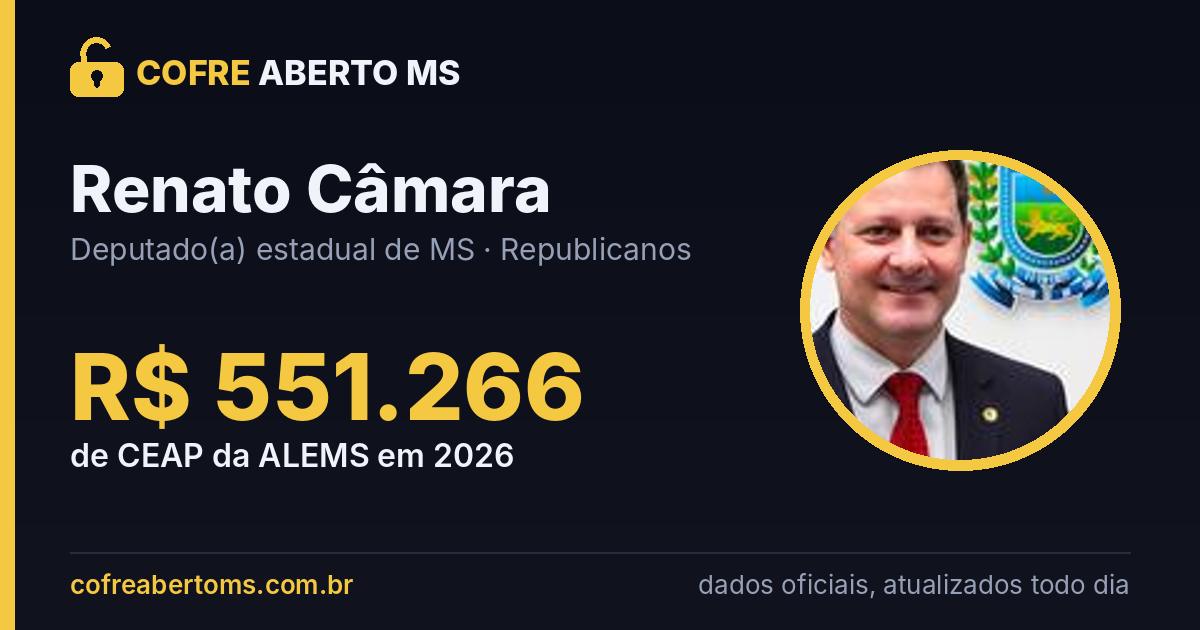 COFRE ABERTO MS
Renato Câmara
Deputado(a) estadual de MS · Republicanos
R$ 551.266
de CEAP da ALEMS em 2026
cofreabertoms.com.br
dados oficiais, atualizados todo dia